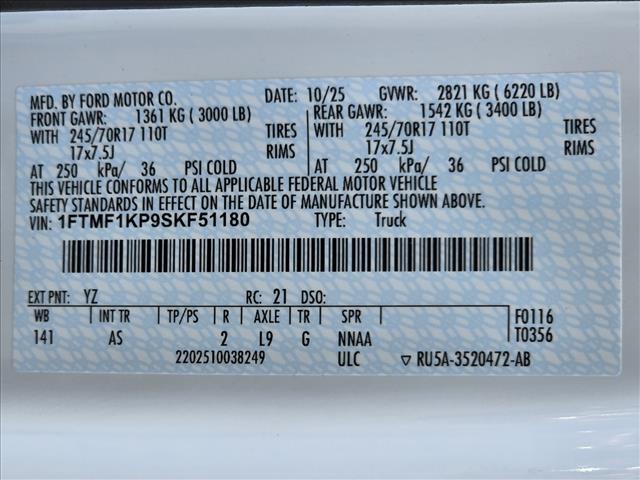 MFD. BY FORD MOTOR CO. DATE: 10/25 GVWR: 2821 KG ( 6220 LB)
FRONT GAWR: 1361 KG ( 3000 LB) REAR GAWR: 1542 KG ( 3400 LB)
WITH 245/70R17 110T TIRES WITH 245/70R17 110T TIRES
17x7.5J RIMS 17x7.5J RIMS
AT 250 kPa/ 36 PSI COLD AT 250 kPa/ 36 PSI COLD
THIS VEHICLE CONFORMS TO ALL APPLICABLE FEDERAL MOTOR VEHICLE
SAFETY STANDARDS IN EFFECT ON THE DATE OF MANUFACTURE SHOWN ABOVE.
VIN: 1FTMF1KP9SKF51180 TYPE: Truck
EXT PNT: YZ RC: 21 DSO:
WB INT TR TP/PS R AXLE TR SPR F0116
141 AS 2 L9 G NNAA T0356
2202510038249 ULC ▽ RU5A-3520472-AB